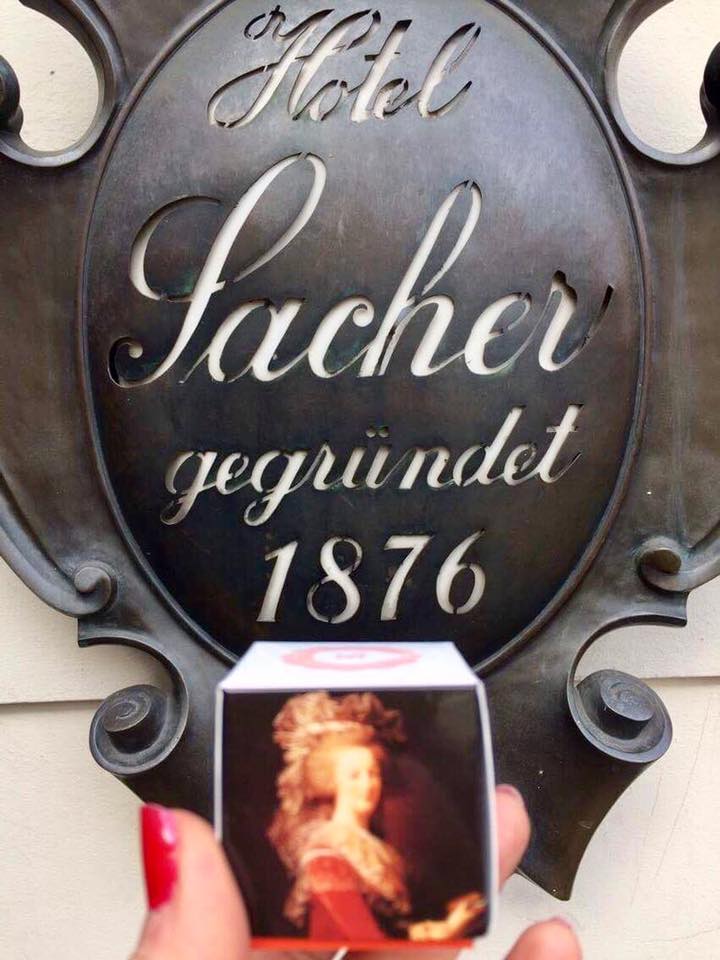 Hotel
Sacher
gegründet
1876